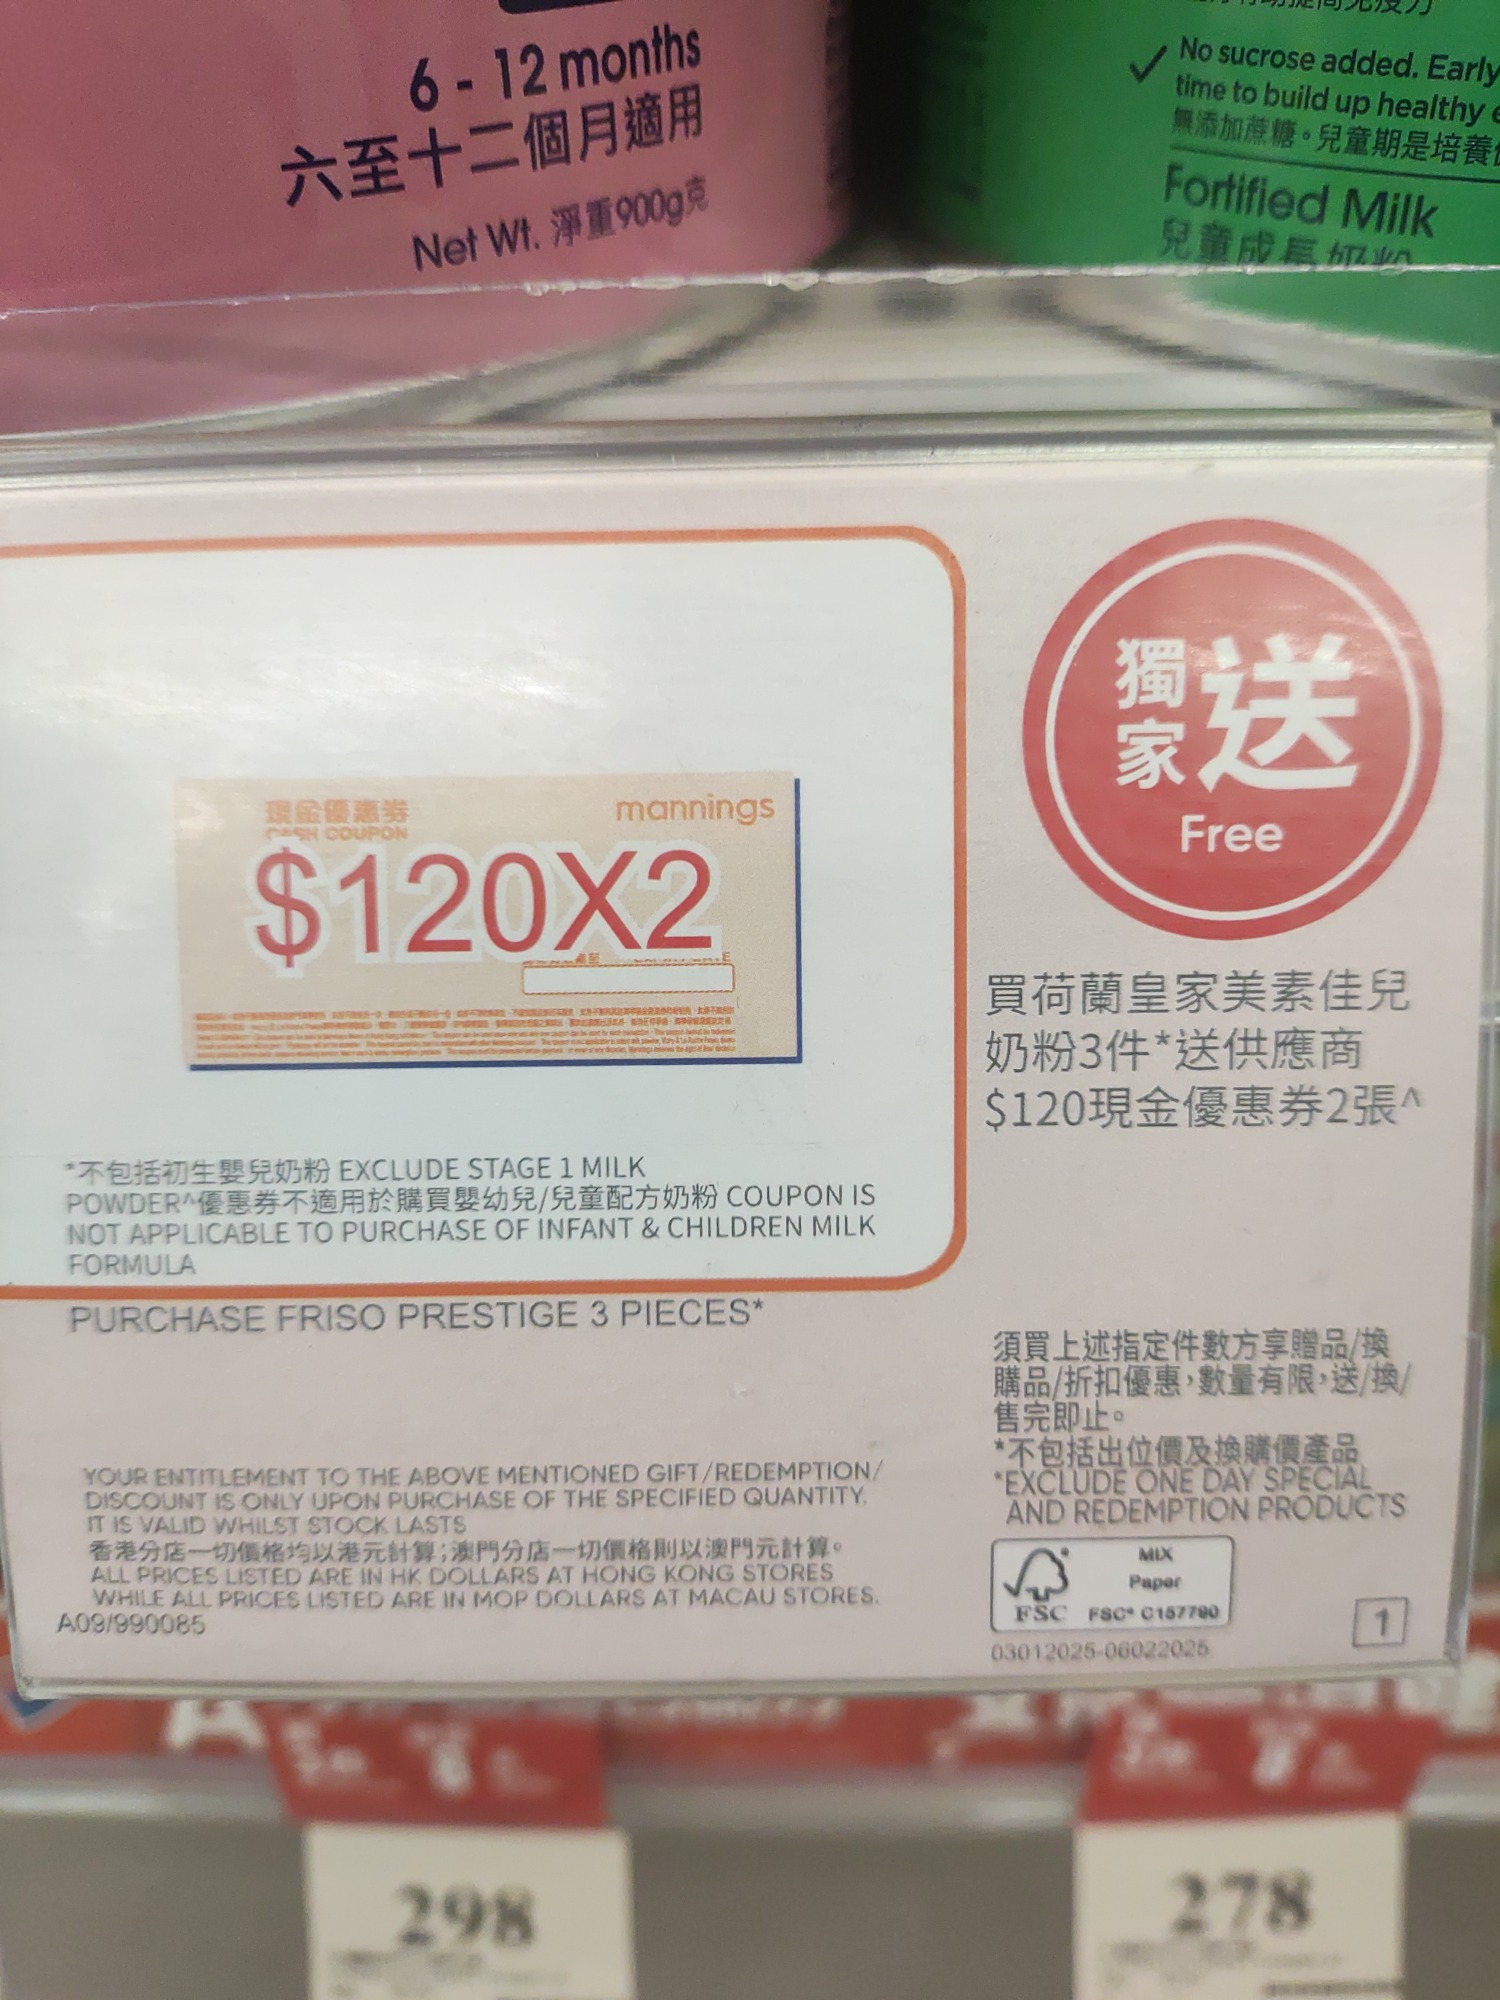 6 - 12 months
六至十二個月適用
Net Wt. 淨重900g克
✓ No sucrose added. Early
time to build up healthy
無添加蔗糖。兒童期是培養
Fortified Milk
兒童成長奶粉
獨家送
Free
現金優惠券
CASH COUPON
mannings
$120X2
買荷蘭皇家美素佳兒
奶粉3件*送供應商
$120現金優惠券2張^
*不包括初生嬰兒奶粉 EXCLUDE STAGE 1 MILK
POWDER^優惠券不適用於購買嬰幼兒/兒童配方奶粉 COUPON IS
NOT APPLICABLE TO PURCHASE OF INFANT & CHILDREN MILK
FORMULA
PURCHASE FRISO PRESTIGE 3 PIECES*
須買上述指定件數方享贈品/換
購品/折扣優惠,數量有限,送/換/
售完即止。
*不包括出位價及換購價產品
*EXCLUDE ONE DAY SPECIAL
AND REDEMPTION PRODUCTS
YOUR ENTITLEMENT TO THE ABOVE MENTIONED GIFT/REDEMPTION/
DISCOUNT IS ONLY UPON PURCHASE OF THE SPECIFIED QUANTITY.
IT IS VALID WHILST STOCK LASTS
香港分店一切價格均以港元計算;澳門分店一切價格則以澳門元計算。
ALL PRICES LISTED ARE IN HK DOLLARS AT HONG KONG STORES
WHILE ALL PRICES LISTED ARE IN MOP DOLLARS AT MACAU STORES.
A09/990085
MIX
Paper
FSC FSC® C157790
03012025-06022025
1
298
278